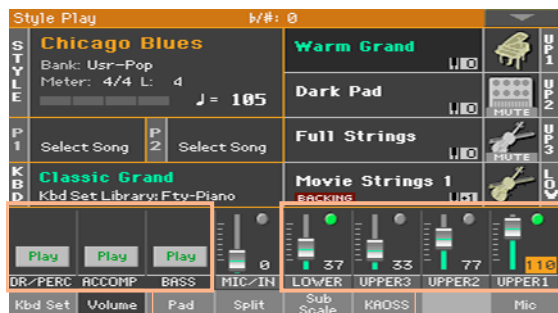 Style Play
b/#: 0
STYLE
Chicago Blues
Bank: Usr-Pop
Meter: 4/4 L: 4
♩= 105
Warm Grand
U 0
UP1
Dark Pad
U 0
MUTE
UP2
P1
Select Song
P2
Select Song
Full Strings
U 0
MUTE
UP3
KBD
Classic Grand
Kbd Set Library: Fty-Piano
Movie Strings 1
BACKING
LOW
Play Play Play 0 37 33 77 110
DR/PERC ACCOMP BASS MIC/IN LOWER UPPER3 UPPER2 UPPER1
Kbd Set Volume Pad Split Sub Scale KAOSS Mic